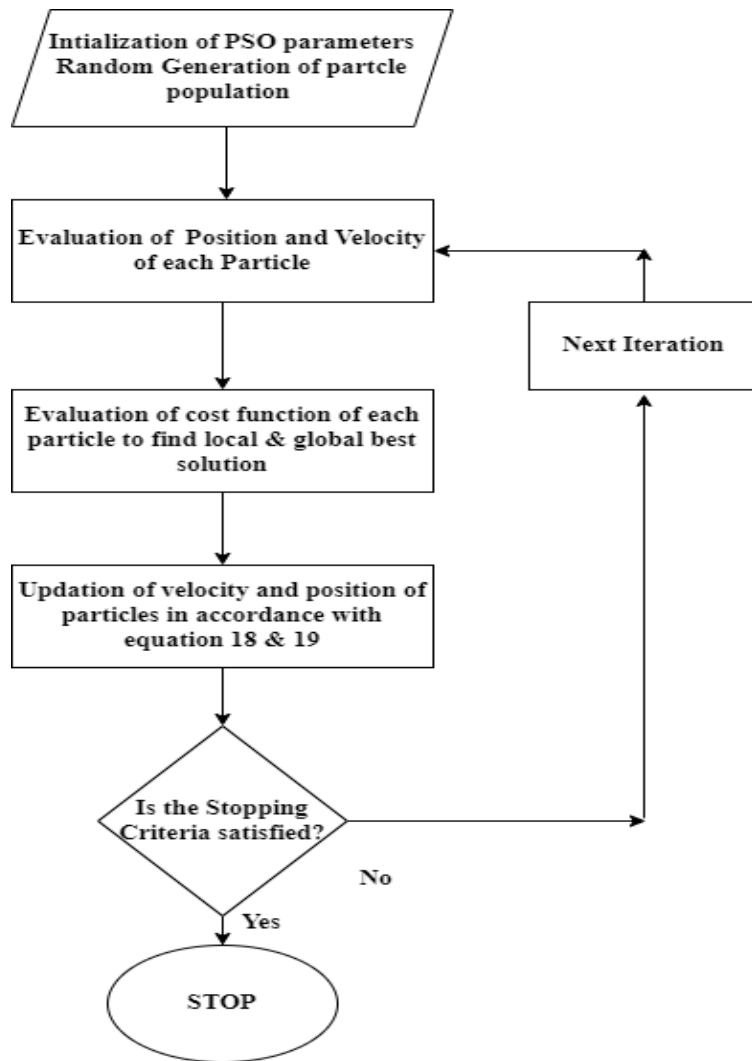 Intialization of PSO parameters
Random Generation of partcle
population
Evaluation of Position and Velocity
of each Particle
Next Iteration
Evaluation of cost function of each
particle to find local & global best
solution
Updation of velocity and position of
particles in accordance with
equation 18 & 19
Is the Stopping
Criteria satisfied?
No
Yes
STOP